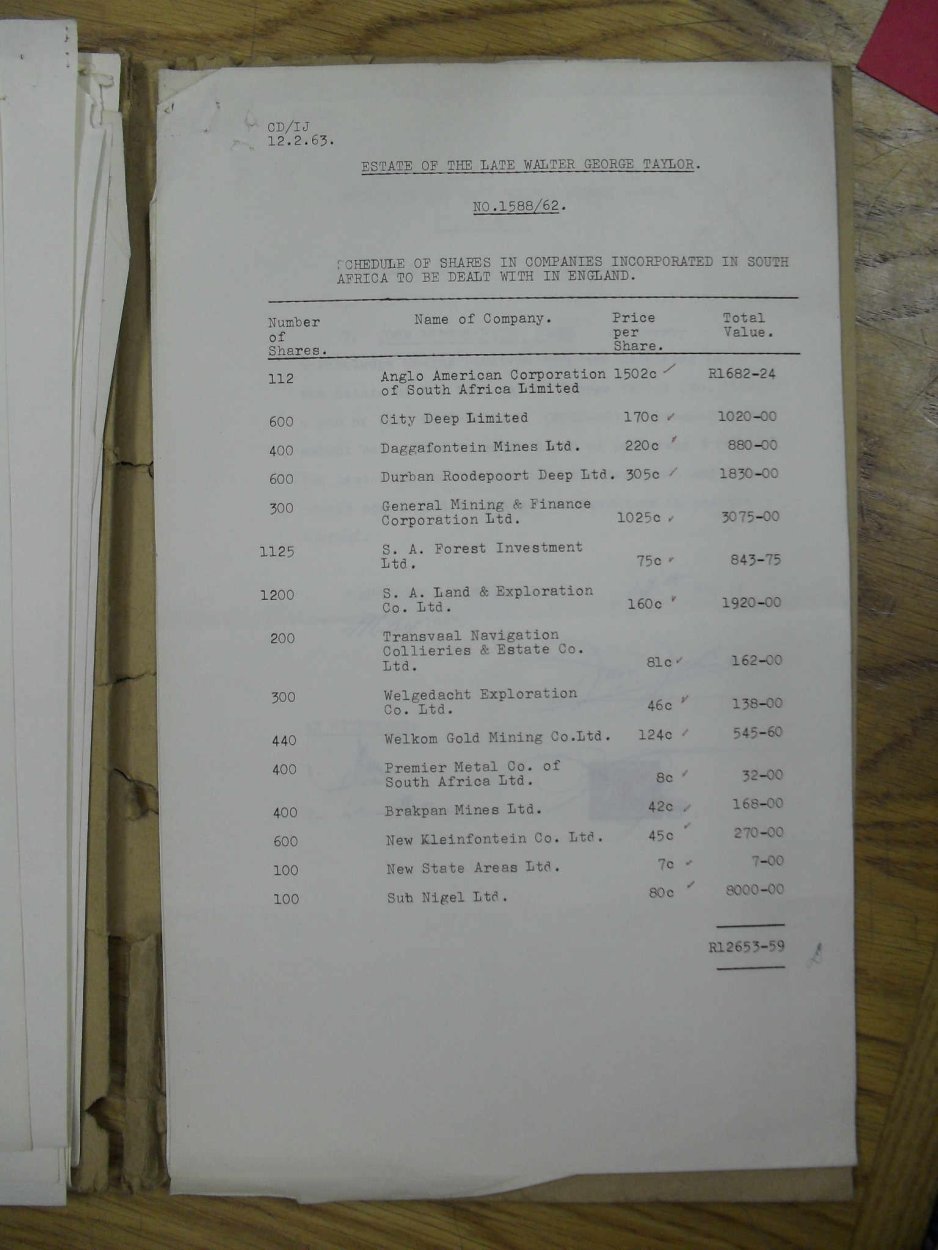 CD/IJ
12.2.63.
ESTATE OF THE LATE WALTER GEORGE TAYLOR.
NO.1588/62.
SCHEDULE OF SHARES IN COMPANIES INCORPORATED IN SOUTH
AFRICA TO BE DEALT WITH IN ENGLAND.
Number of Shares. Name of Company. Price per Share. Total Value.
112 Anglo American Corporation 1502c R1682-24
of South Africa Limited
600 City Deep Limited 170c 1020-00
400 Daggafontein Mines Ltd. 220c 880-00
600 Durban Roodepoort Deep Ltd. 305c 1830-00
300 General Mining & Finance
Corporation Ltd. 1025c 3075-00
1125 S. A. Forest Investment
Ltd. 75c 843-75
1200 S. A. Land & Exploration
Co. Ltd. 160c 1920-00
200 Transvaal Navigation
Collieries & Estate Co.
Ltd. 81c 162-00
300 Welgedacht Exploration
Co. Ltd. 46c 138-00
440 Welkom Gold Mining Co.Ltd. 124c 545-60
400 Premier Metal Co. of
South Africa Ltd. 8c 32-00
400 Brakpan Mines Ltd. 42c 168-00
600 New Kleinfontein Co. Ltd. 45c 270-00
100 New State Areas Ltd. 7c 7-00
100 Sub Nigel Ltd. 80c 8000-00
R12653-59